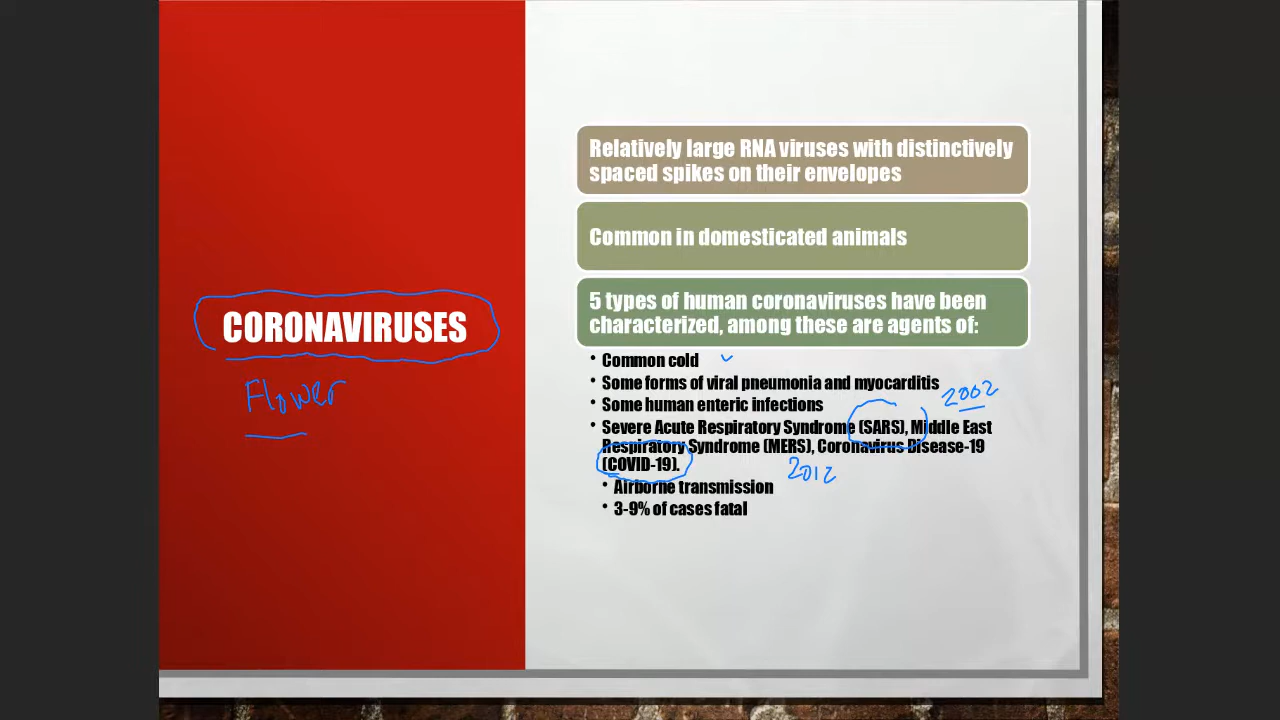 CORONAVIRUSES
Flower
Relatively large RNA viruses with distinctively
spaced spikes on their envelopes
Common in domesticated animals
5 types of human coronaviruses have been
characterized, among these are agents of:
• Common cold
• Some forms of viral pneumonia and myocarditis
2002
• Some human enteric infections
• Severe Acute Respiratory Syndrome (SARS), Middle East
Respiratory Syndrome (MERS), Coronavirus Disease-19
(COVID-19).
2012
• Airborne transmission
• 3-9% of cases fatal